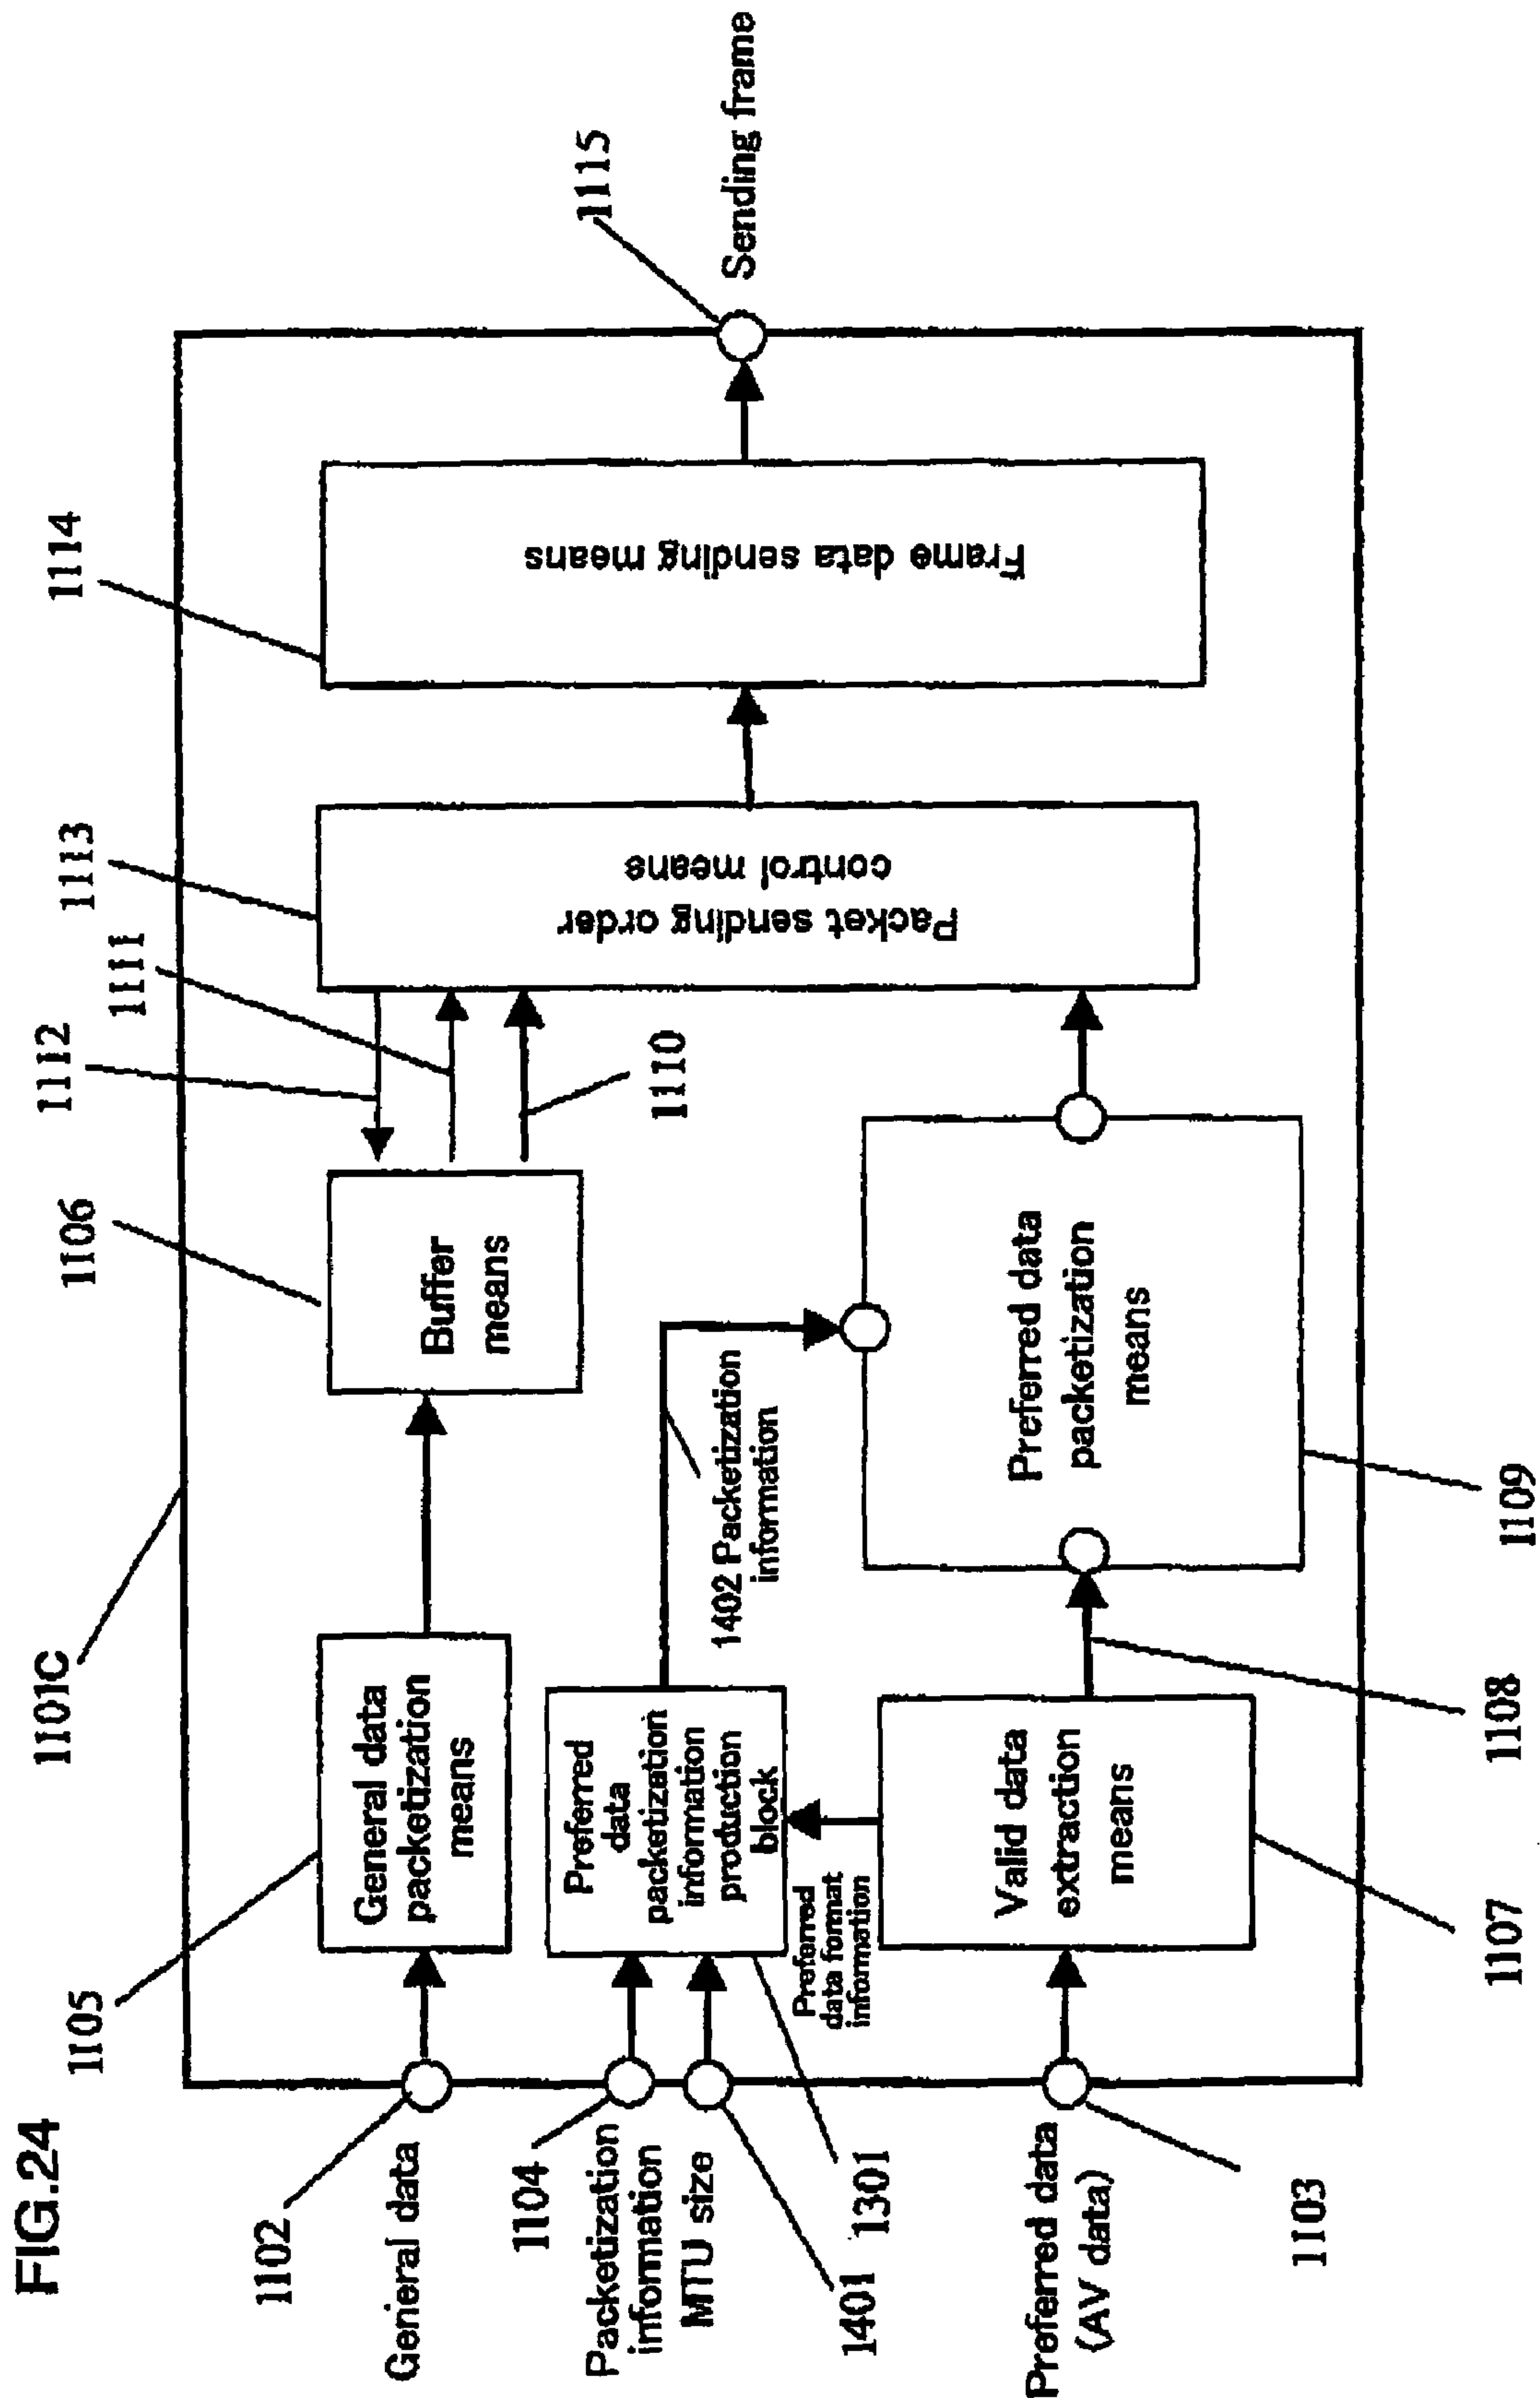 FIG.24
1101C
1105
1106
1112
1111
1113
1114
1102
General data
General data
packetization
means
Buffer
means
1110
Packet sending order
control means
Frame data sending means
1115
Sending frame
1104
Packetization
information
MTU size
1401
1301
Preferred
data
packetization
information
production
block
1402 Packetization
information
Preferred
data format
information
Preferred data
(AV data)
1103
Valid data
extraction
means
1107
1108
Preferred data
packetization
means
1109